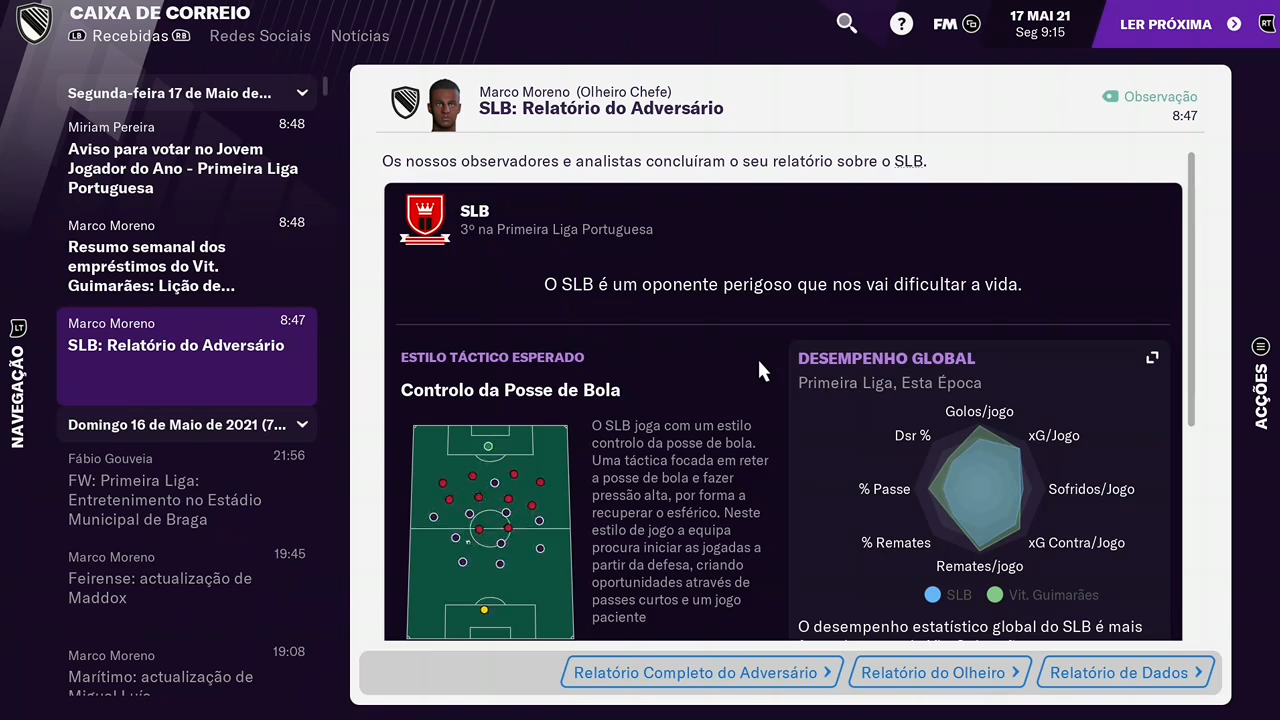 CAIXA DE CORREIO
LB Recebidas RB Redes Sociais Notícias
? FM
17 MAI 21
Seg 9:15
LER PRÓXIMA RT
LT
NAVEGAÇÃO
Segunda-feira 17 de Maio de...
Miriam Pereira 8:48
Aviso para votar no Jovem
Jogador do Ano - Primeira Liga
Portuguesa
Marco Moreno 8:48
Resumo semanal dos
empréstimos do Vit.
Guimarães: Lição de...
Marco Moreno 8:47
SLB: Relatório do Adversário
Domingo 16 de Maio de 2021 (7...
Fábio Gouveia 21:56
FW: Primeira Liga:
Entretenimento no Estádio
Municipal de Braga
Marco Moreno 19:45
Feirense: actualização de
Maddox
Marco Moreno 19:08
Marítimo: actualização de
Miguel Luís
Marco Moreno (Olheiro Chefe)
SLB: Relatório do Adversário
Observação
8:47
Os nossos observadores e analistas concluíram o seu relatório sobre o SLB.
SLB
3º na Primeira Liga Portuguesa
O SLB é um oponente perigoso que nos vai dificultar a vida.
ESTILO TÁCTICO ESPERADO
Controlo da Posse de Bola
O SLB joga com um estilo
controlo da posse de bola.
Uma táctica focada em reter
a posse de bola e fazer
pressão alta, por forma a
recuperar o esférico. Neste
estilo de jogo a equipa
procura iniciar as jogadas a
partir da defesa, criando
oportunidades através de
passes curtos e um jogo
paciente
DESEMPENHO GLOBAL
Primeira Liga, Esta Época
Golos/jogo
Dsr %
xG/Jogo
% Passe
Sofridos/Jogo
% Remates
xG Contra/Jogo
Remates/jogo
SLB Vit. Guimarães
O desempenho estatístico global do SLB é mais
Relatório Completo do Adversário
Relatório do Olheiro
Relatório de Dados
ACÇÕES